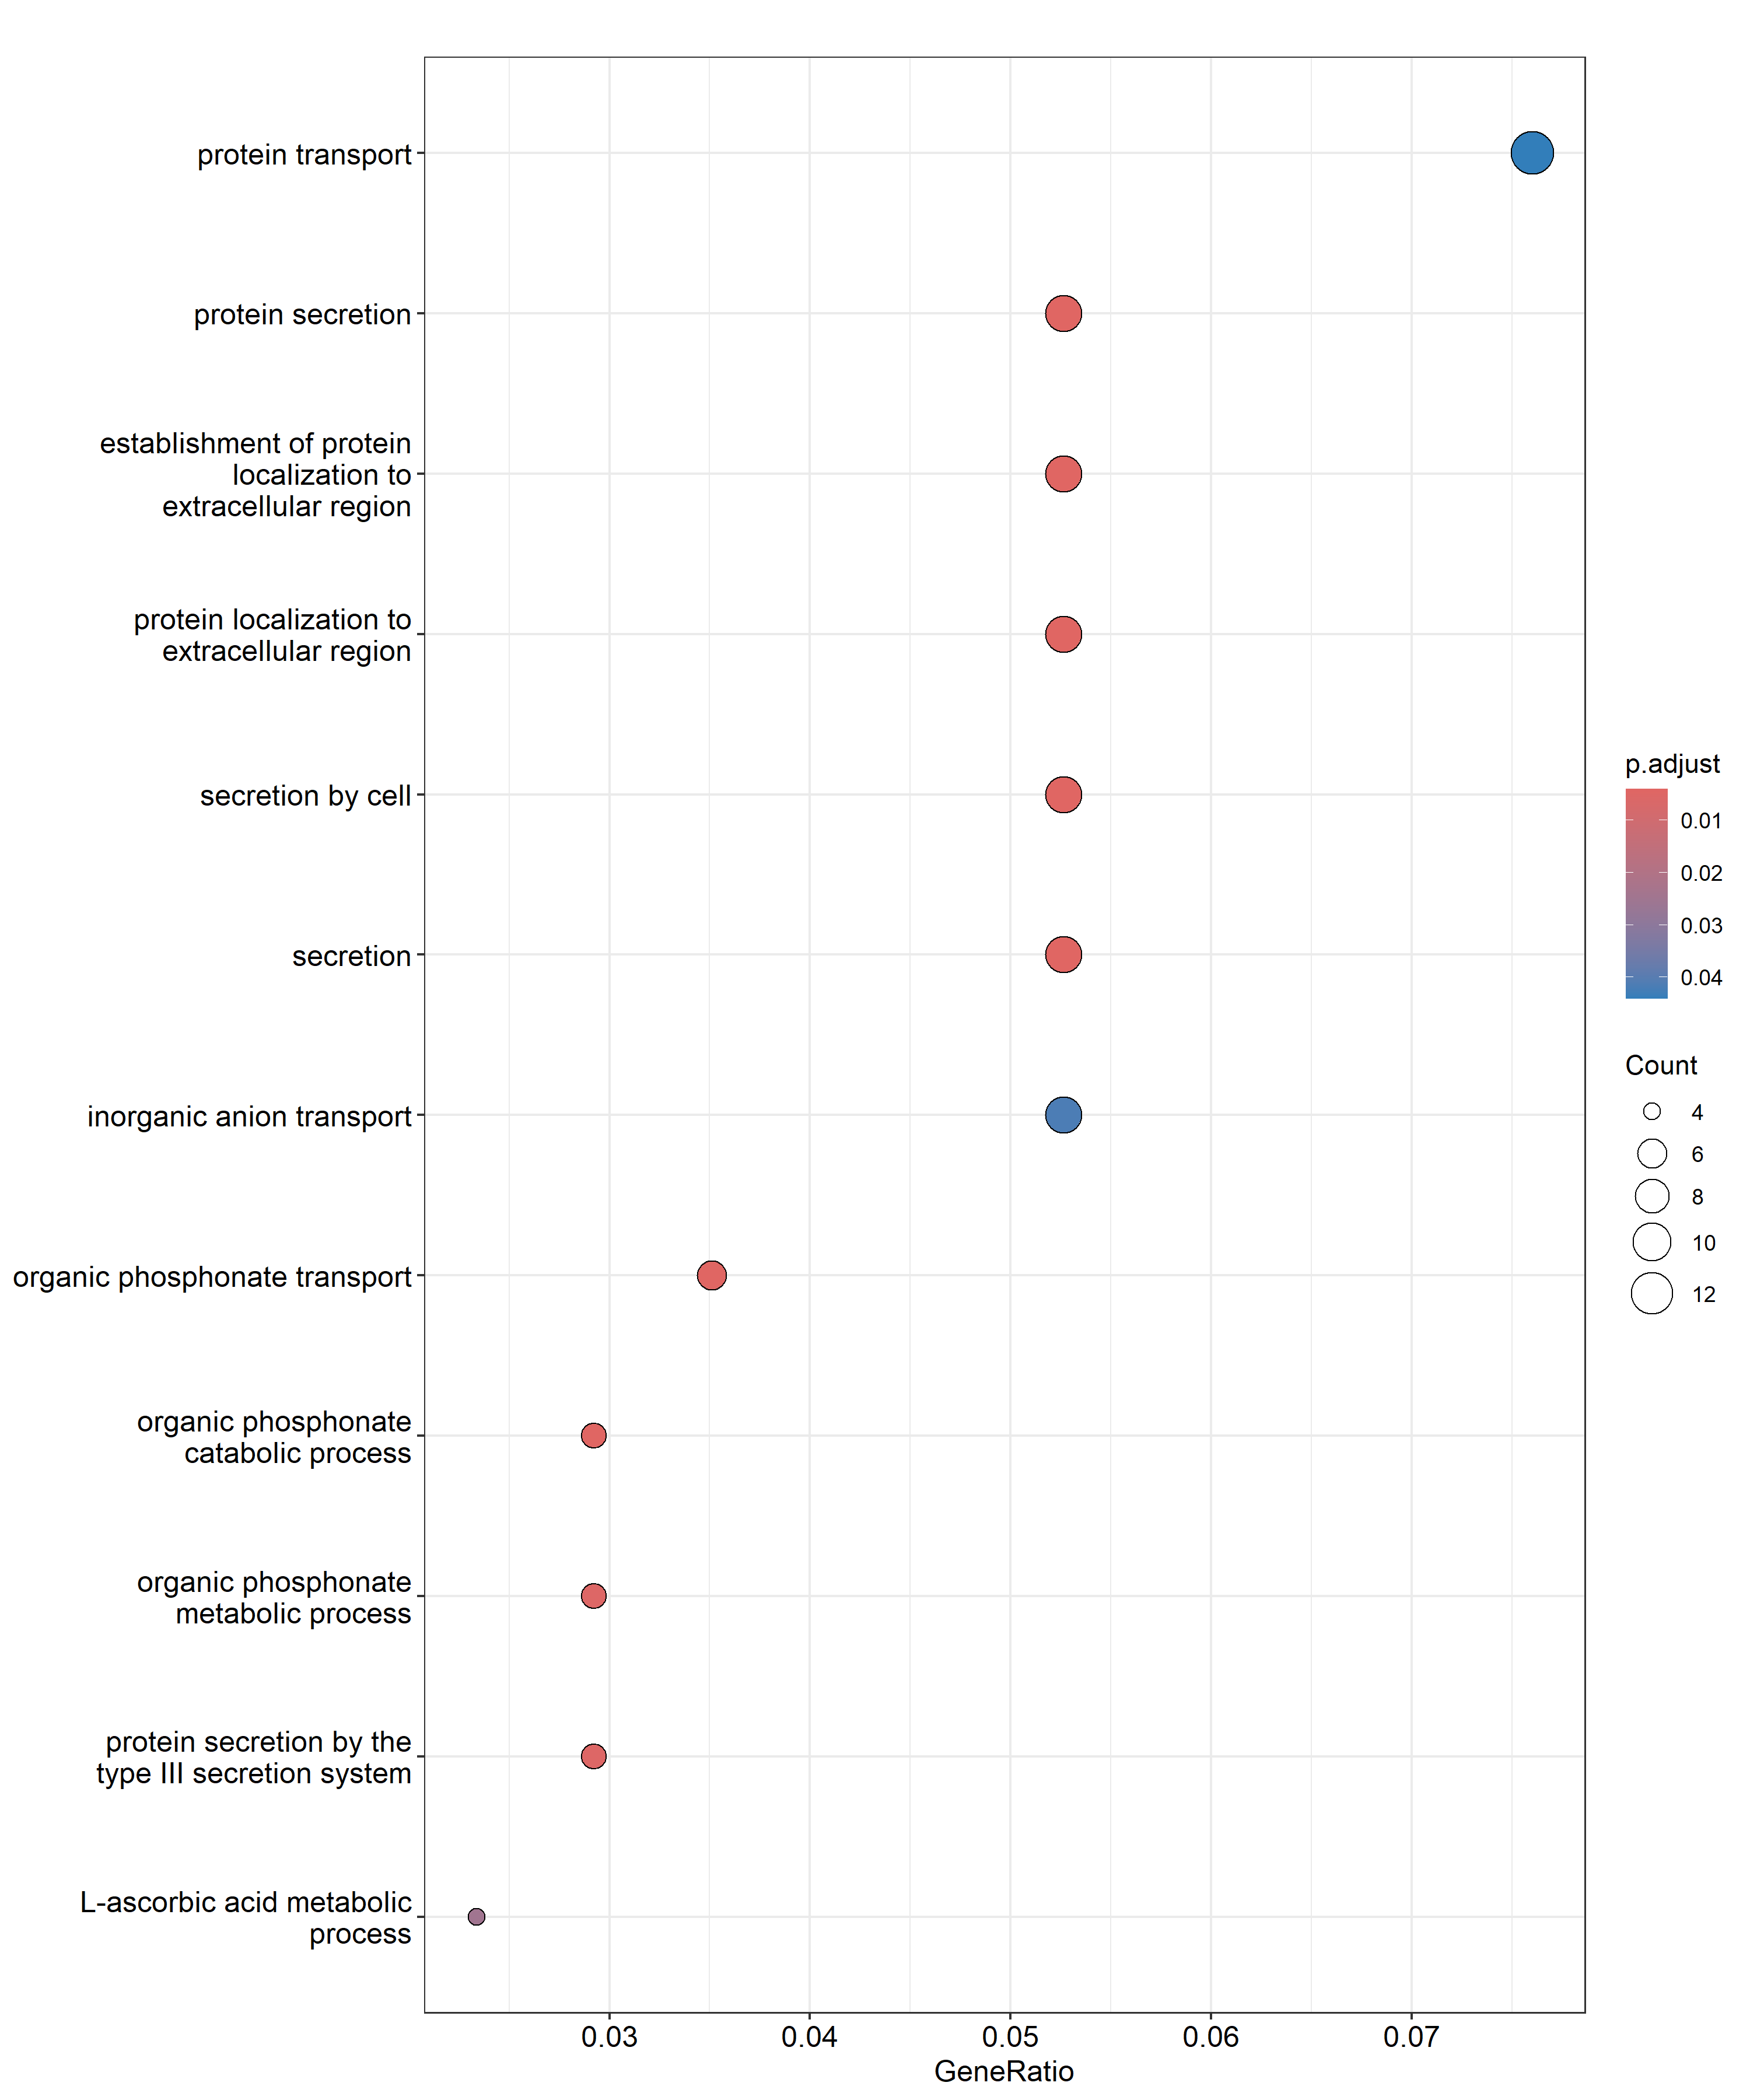 protein transport
protein secretion
establishment of protein
localization to
extracellular region
protein localization to
extracellular region
secretion by cell
secretion
inorganic anion transport
organic phosphonate transport
organic phosphonate
catabolic process
organic phosphonate
metabolic process
protein secretion by the
type III secretion system
L-ascorbic acid metabolic
process
0.03 0.04 0.05 0.06 0.07
GeneRatio
p.adjust
0.01
0.02
0.03
0.04
Count
4
6
8
10
12